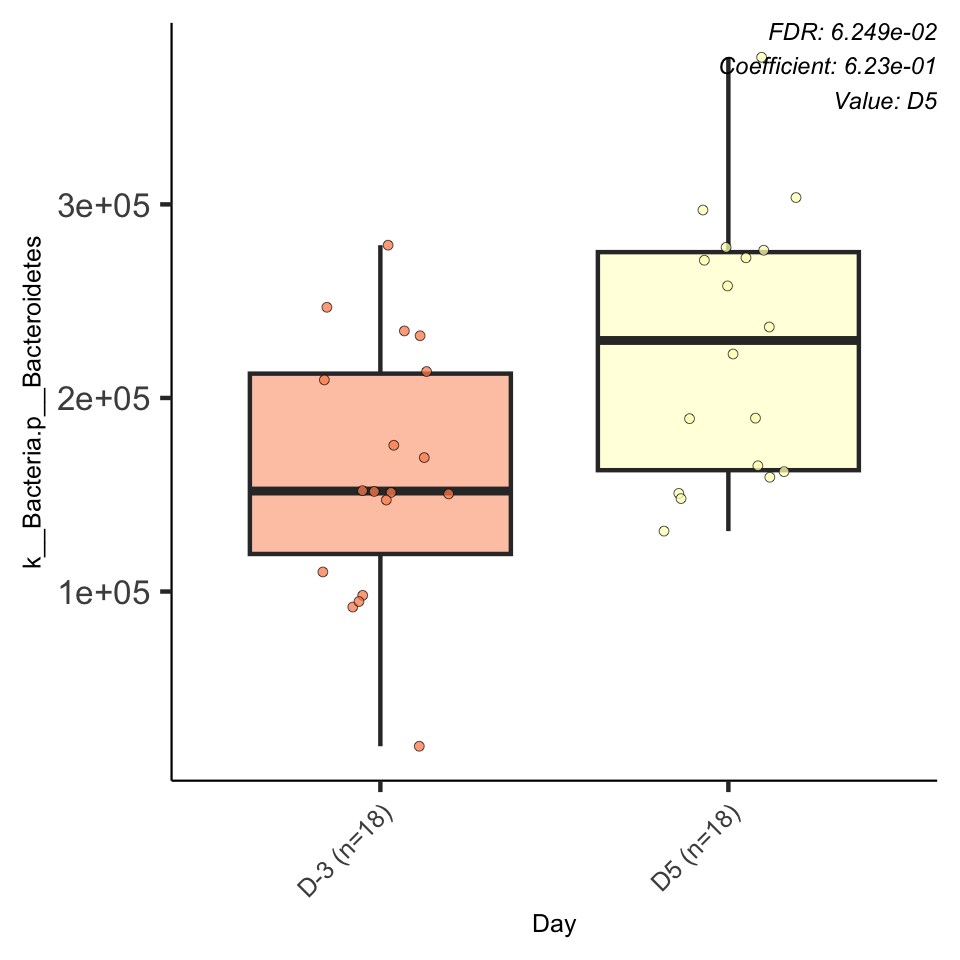 FDR: 6.249e-02
Coefficient: 6.23e-01
Value: D5
k__Bacteria.p__Bacteroidetes
3e+05
2e+05
1e+05
D-3 (n=18)
D5 (n=18)
Day